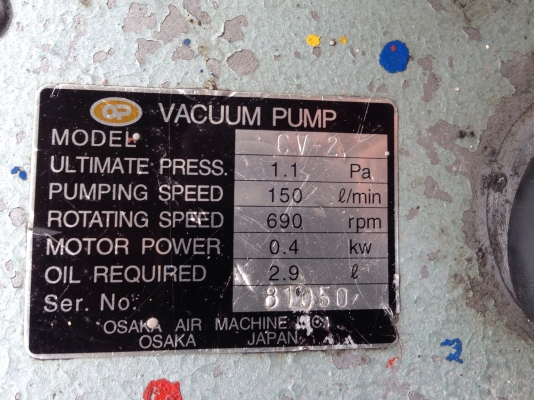 OP VACUUM PUMP
MODEL CV-2
ULTIMATE PRESS. 1.1 Pa
PUMPING SPEED 150 ℓ/min
ROTATING SPEED 690 rpm
MOTOR POWER 0.4 kw
OIL REQUIRED 2.9 ℓ
Ser. No. 81050
OSAKA AIR MACHINE
OSAKA JAPAN